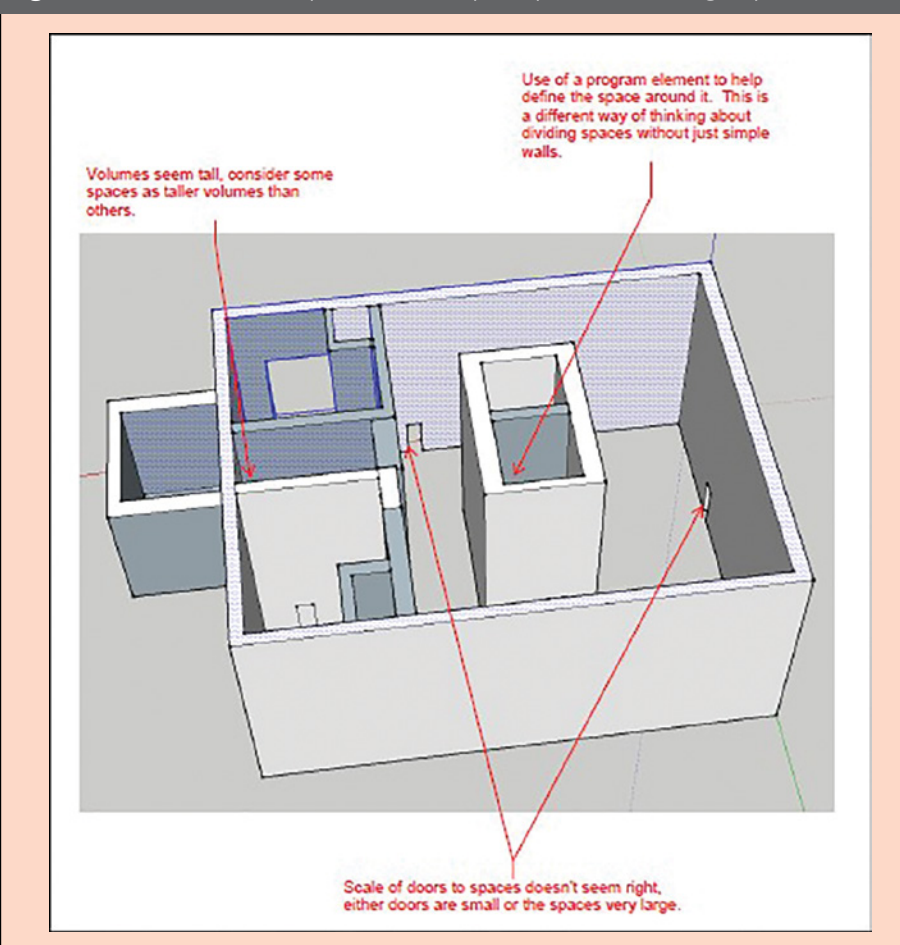 Use of a program element to help
define the space around it. This is
a different way of thinking about
dividing spaces without just simple
walls.
Volumes seem tall, consider some
spaces as taller volumes than
others.
Scale of doors to spaces doesn't seem right,
either doors are small or the spaces very large.